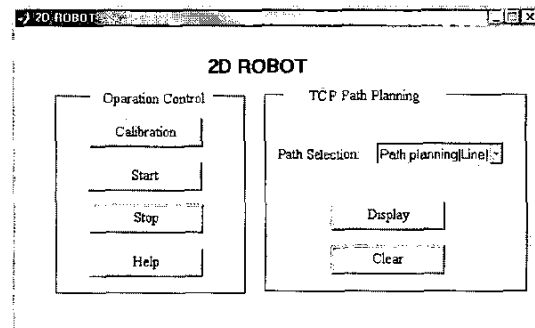 2D ROBOT
2D ROBOT
Oparation Control
Calibration
Start
Stop
Help
TCP Path Planning
Path Selection:
Path planning|Line|
Display
Clear